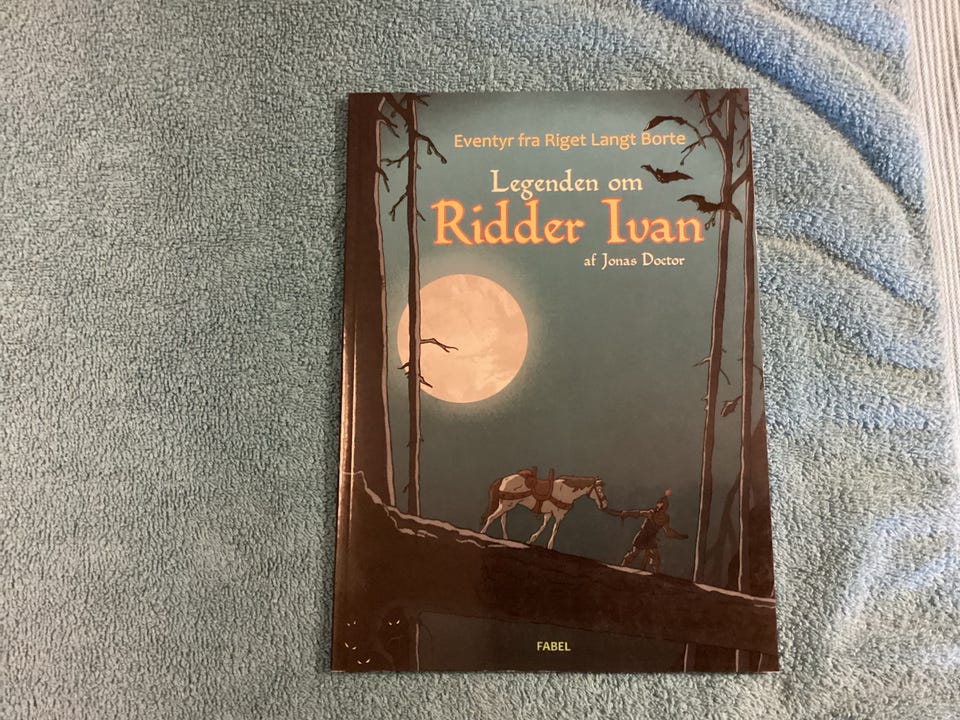 Eventyr fra Riget Langt Borte
Legenden om
Ridder Ivan
af Jonas Doctor
FABEL